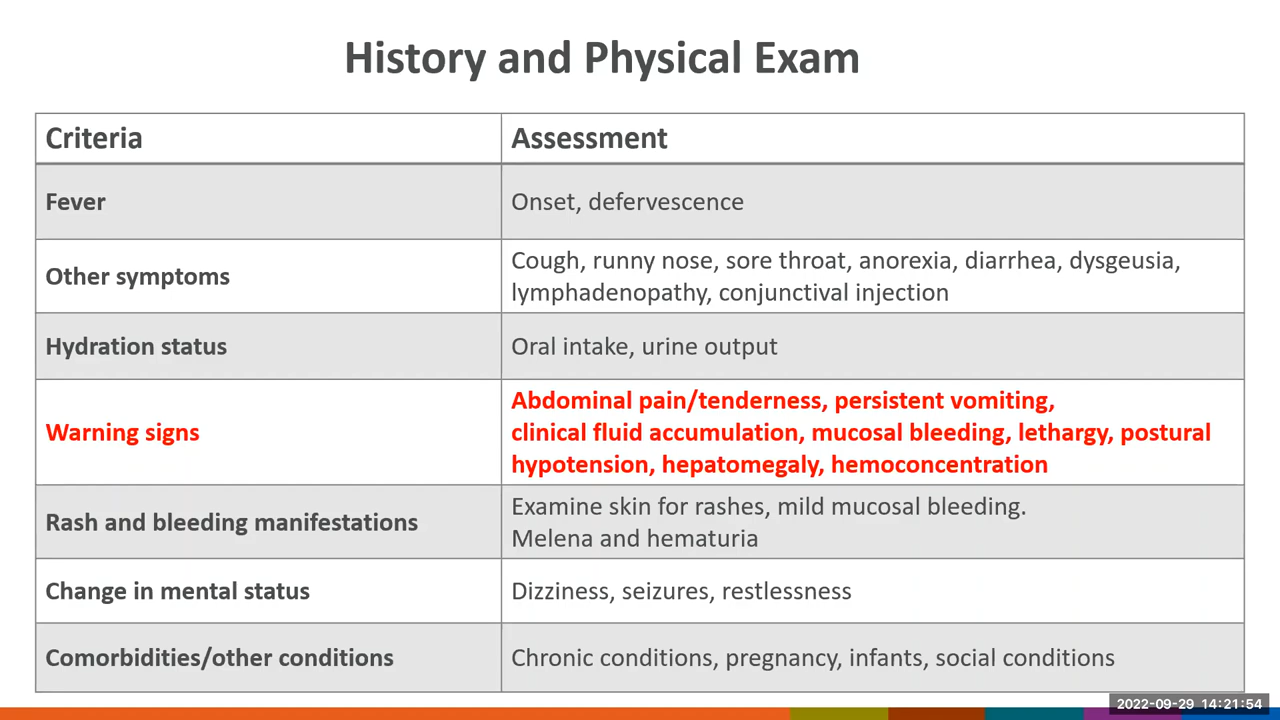 History and Physical Exam
Criteria
Assessment
Fever
Onset, defervescence
Other symptoms
Cough, runny nose, sore throat, anorexia, diarrhea, dysgeusia,
lymphadenopathy, conjunctival injection
Hydration status
Oral intake, urine output
Warning signs
Abdominal pain/tenderness, persistent vomiting,
clinical fluid accumulation, mucosal bleeding, lethargy, postural
hypotension, hepatomegaly, hemoconcentration
Rash and bleeding manifestations
Examine skin for rashes, mild mucosal bleeding.
Melena and hematuria
Change in mental status
Dizziness, seizures, restlessness
Comorbidities/other conditions
Chronic conditions, pregnancy, infants, social conditions
2022-09-29 14:21:54